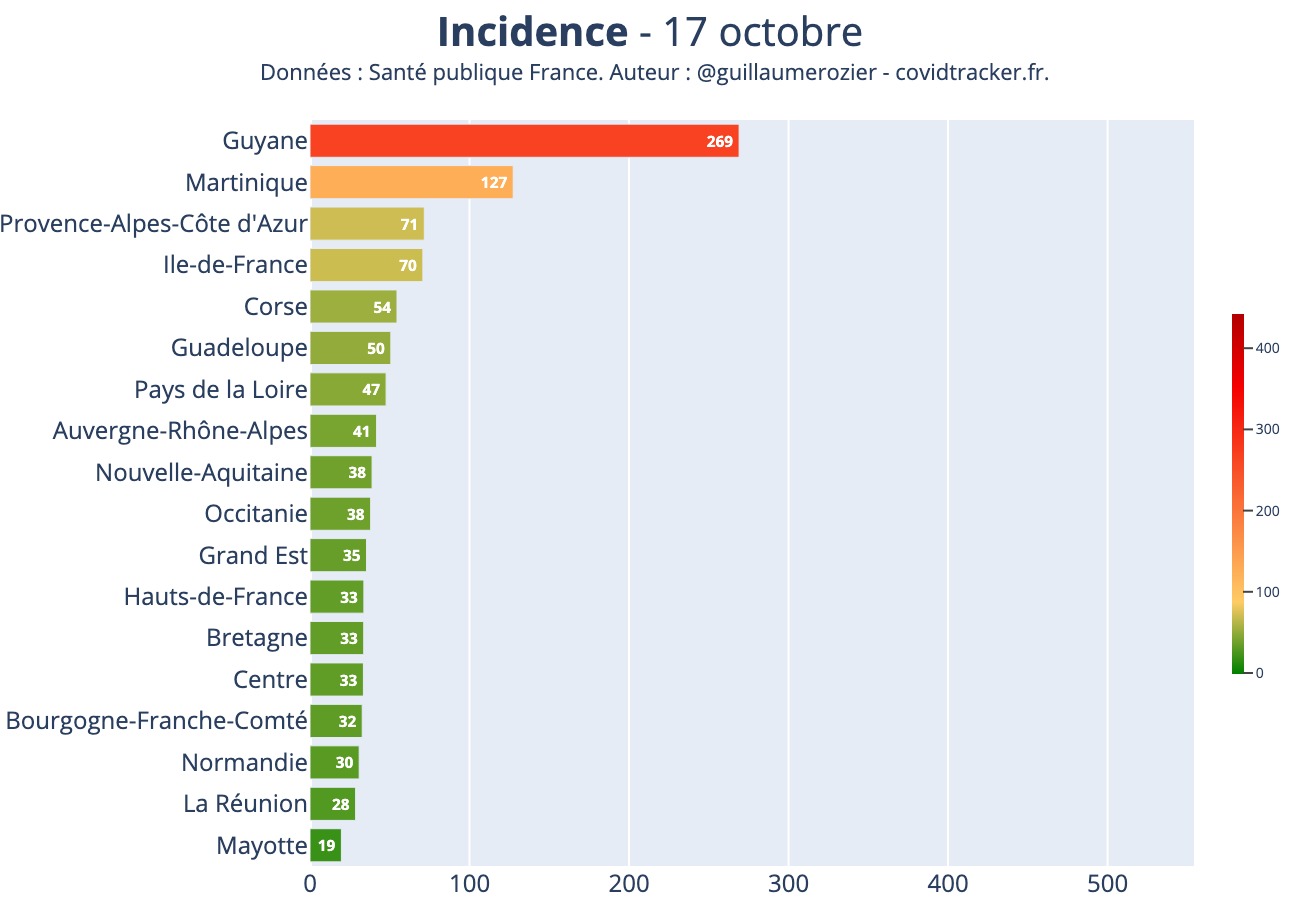 Incidence - 17 octobre
Données : Santé publique France. Auteur : @guillaumerozier - covidtracker.fr.
Guyane 269
Martinique 127
Provence-Alpes-Côte d'Azur 71
Ile-de-France 70
Corse 54
Guadeloupe 50
Pays de la Loire 47
Auvergne-Rhône-Alpes 41
Nouvelle-Aquitaine 38
Occitanie 38
Grand Est 35
Hauts-de-France 33
Bretagne 33
Centre 33
Bourgogne-Franche-Comté 32
Normandie 30
La Réunion 28
Mayotte 19
0 100 200 300 400 500
400
300
200
100
0